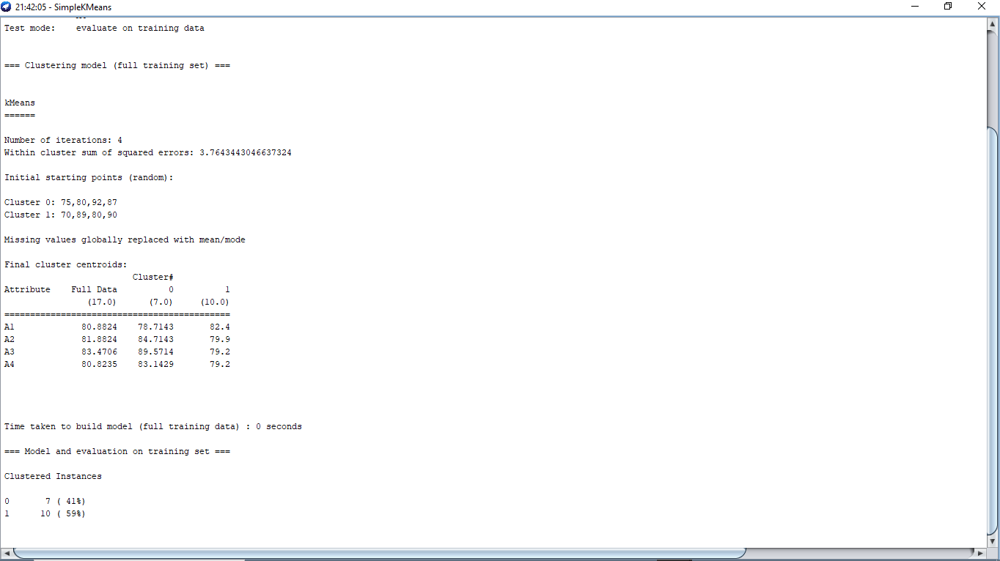 21:42:05 - SimpleKMeans
Test mode:    evaluate on training data
=== Clustering model (full training set) ===
kMeans
======
Number of iterations: 4
Within cluster sum of squared errors: 3.7643443046637324
Initial starting points (random):
Cluster 0: 75,80,92,87
Cluster 1: 70,89,80,90
Missing values globally replaced with mean/mode
Final cluster centroids:
                         Cluster#
Attribute    Full Data          0          1
                (17.0)      (7.0)     (10.0)
============================================
A1             80.8824    78.7143       82.4
A2             81.8824    84.7143       79.9
A3             83.4706    89.5714       79.2
A4             80.8235    83.1429       79.2
Time taken to build model (full training data) : 0 seconds
=== Model and evaluation on training set ===
Clustered Instances
0       7 ( 41%)
1      10 ( 59%)